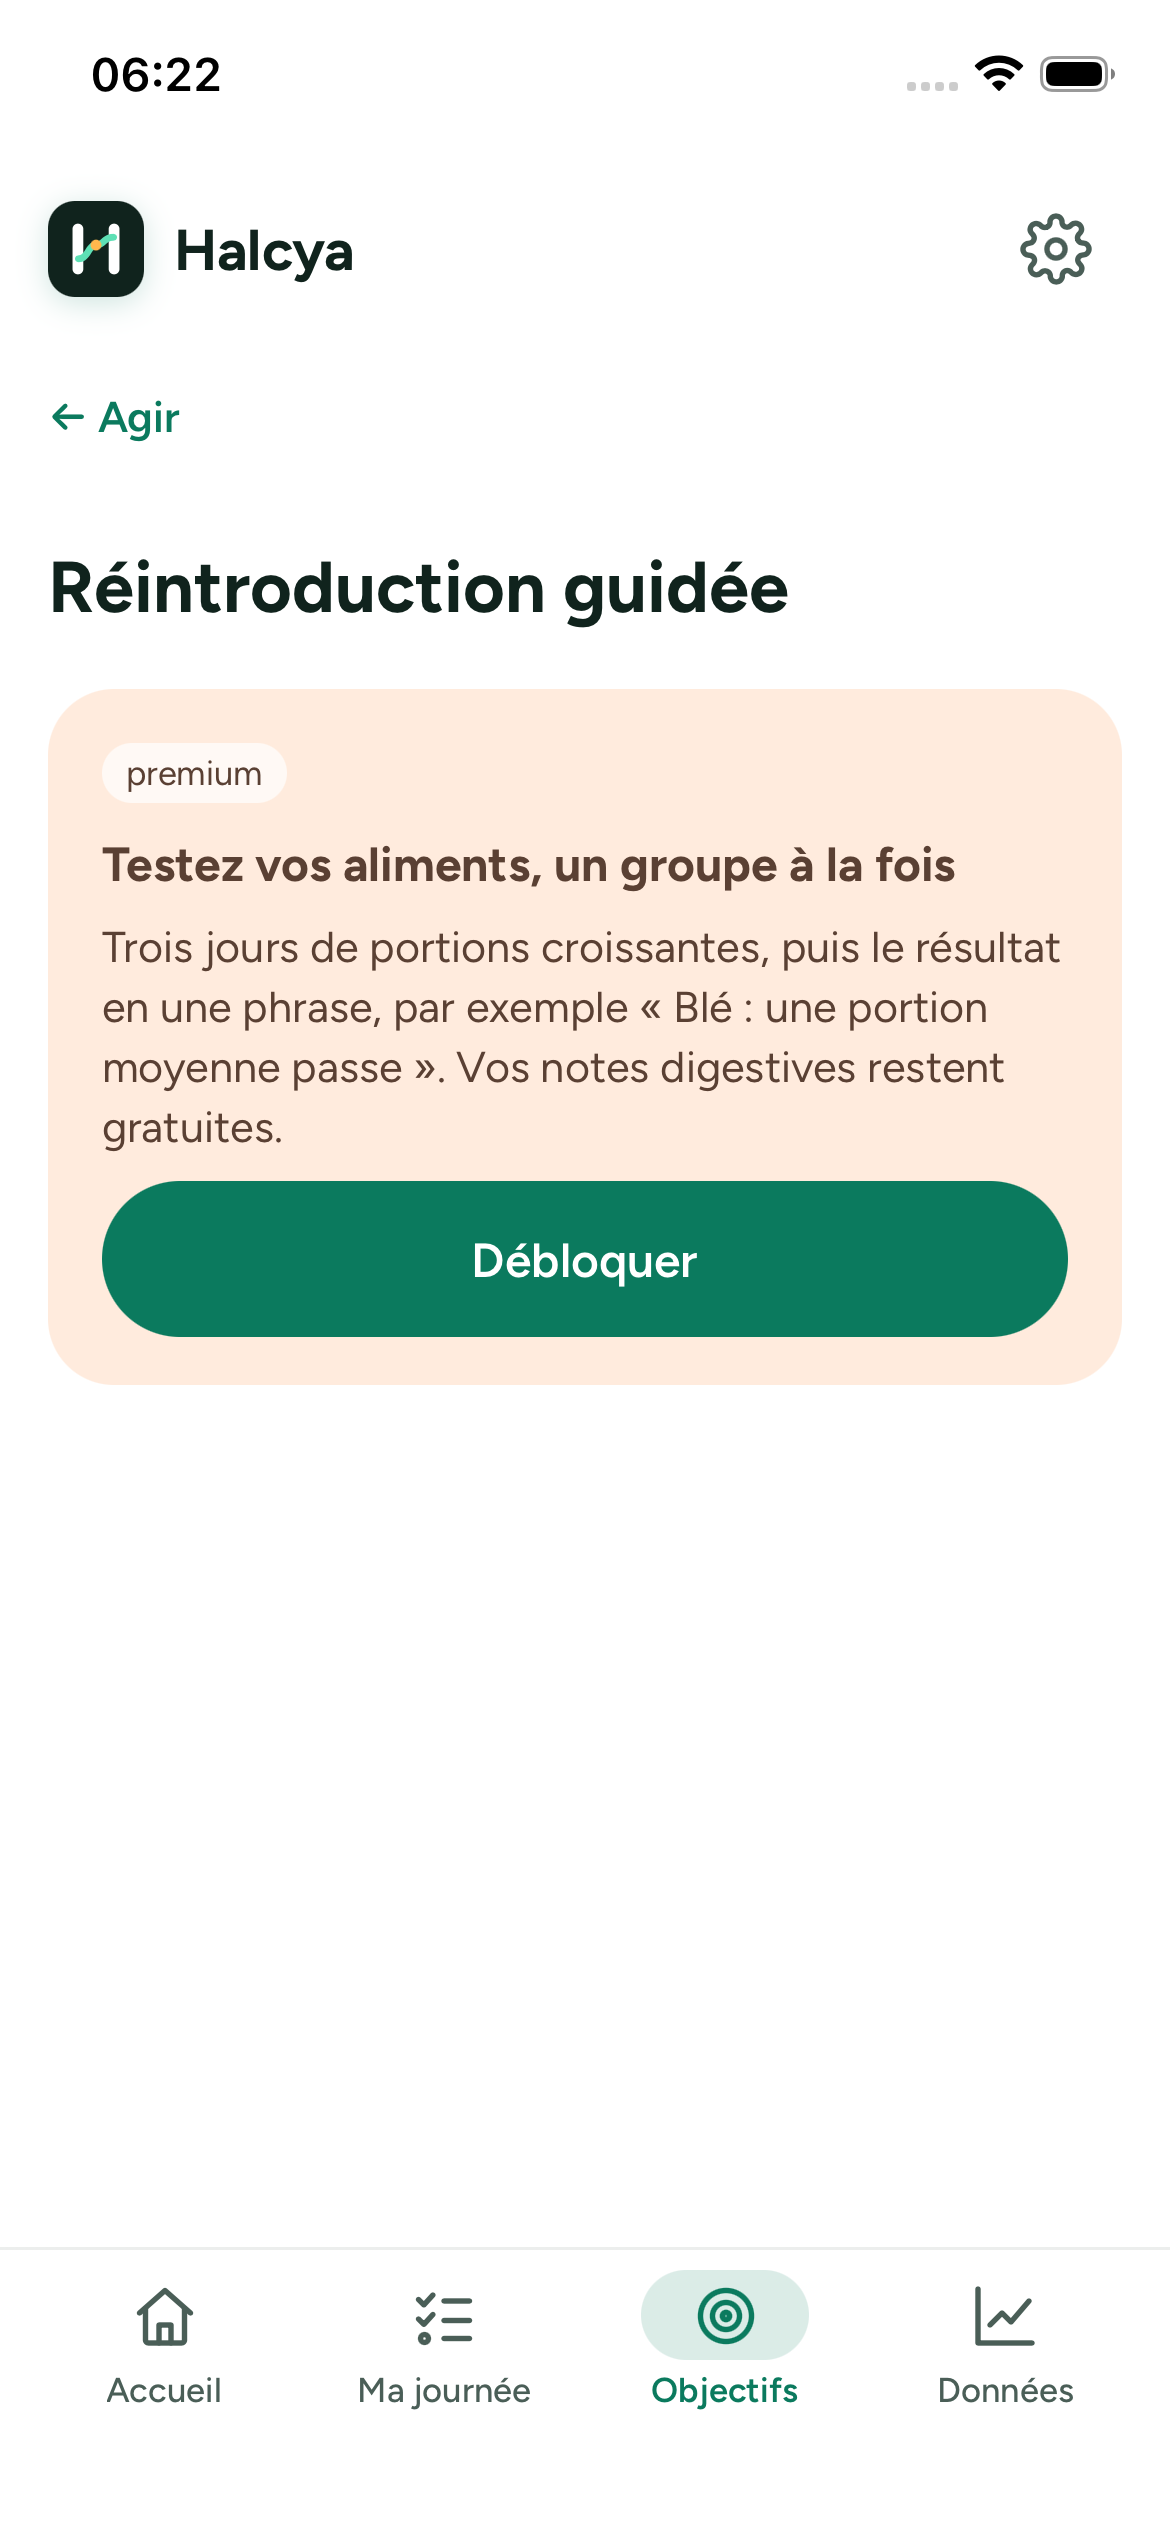 06:22
Halcya
← Agir
Réintroduction guidée
premium
Testez vos aliments, un groupe à la fois
Trois jours de portions croissantes, puis le résultat
en une phrase, par exemple « Blé : une portion
moyenne passe ». Vos notes digestives restent
gratuites.
Débloquer
Accueil
Ma journée
Objectifs
Données